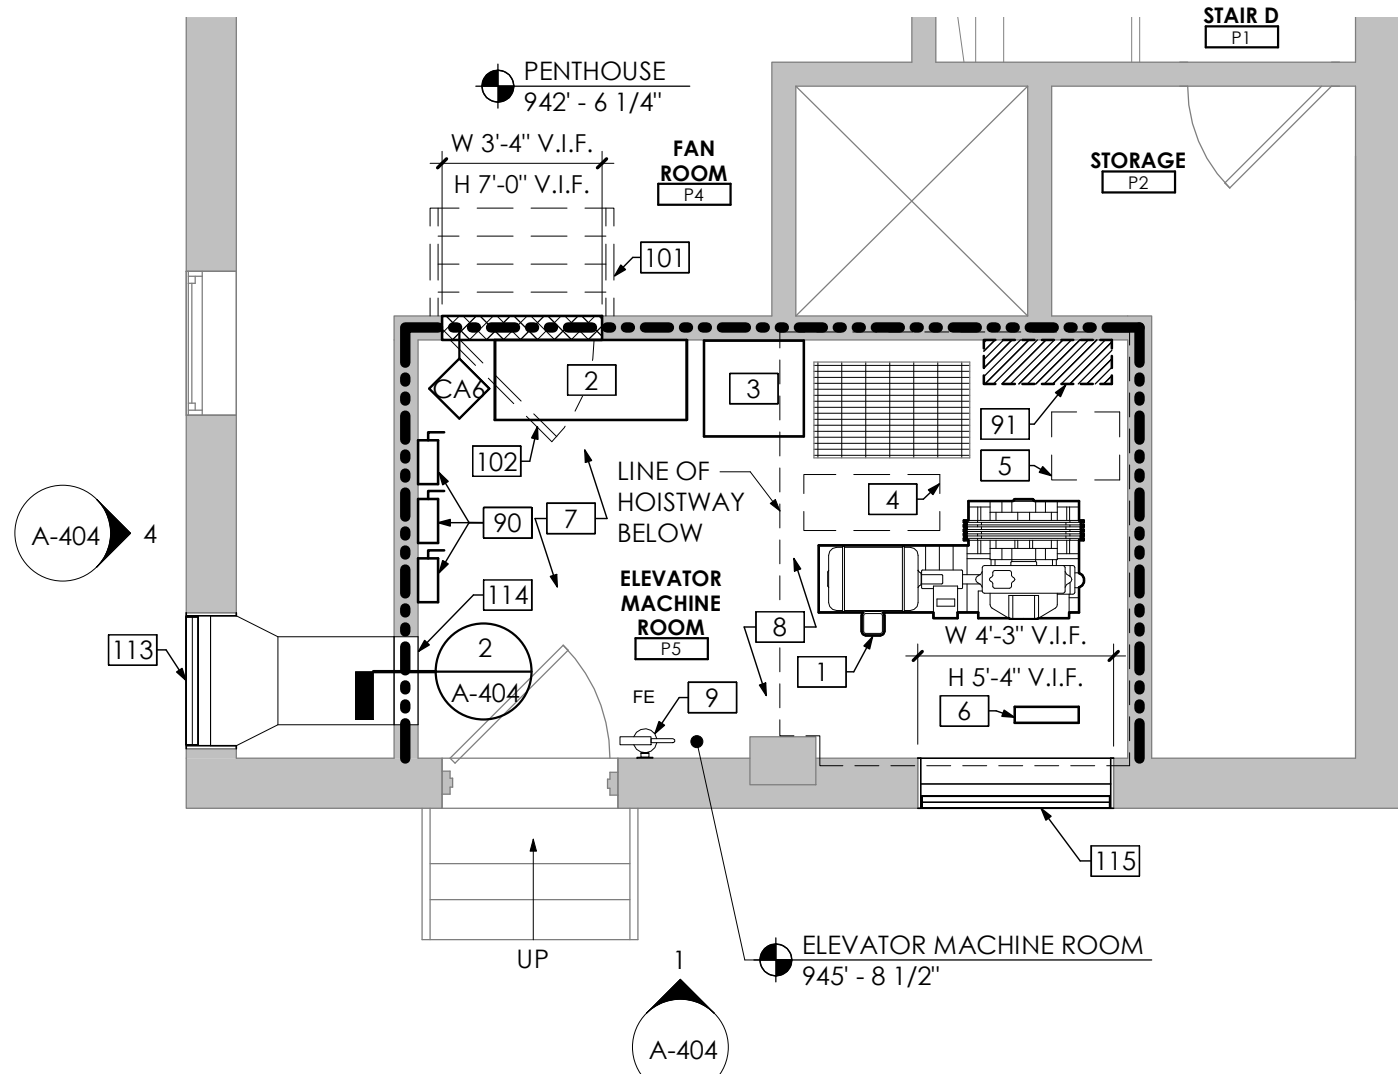 STAIR D
P1
PENTHOUSE
942' - 6 1/4"
W 3'-4" V.I.F.
H 7'-0" V.I.F.
FAN
ROOM
P4
STORAGE
P2
101
CA6
2
3
91
102
5
LINE OF
HOISTWAY
BELOW
4
90
7
A-404
4
ELEVATOR
MACHINE
ROOM
P5
114
8
W 4'-3" V.I.F.
H 5'-4" V.I.F.
113
2
A-404
1
FE
9
6
115
UP
ELEVATOR MACHINE ROOM
945' - 8 1/2"
1
A-404